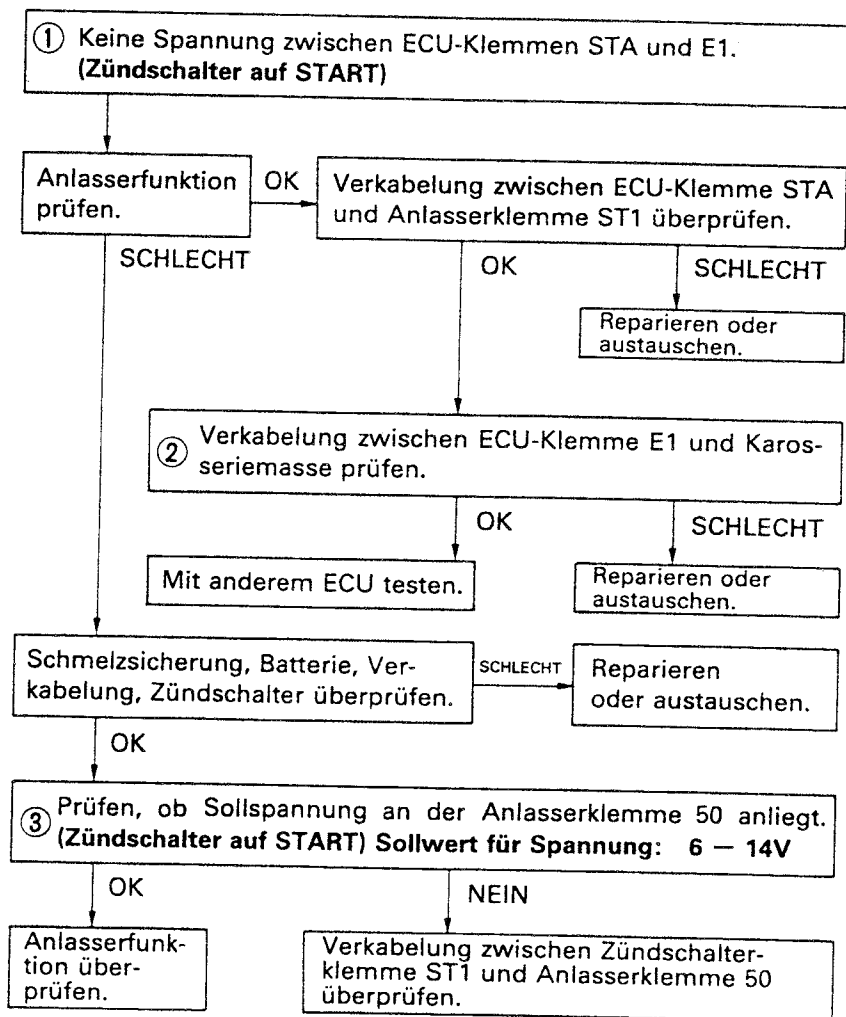 ① Keine Spannung zwischen ECU-Klemmen STA und E1.
(Zündschalter auf START)
Anlasserfunktion
prüfen.
OK
Verkabelung zwischen ECU-Klemme STA
und Anlasserklemme ST1 überprüfen.
SCHLECHT
OK
SCHLECHT
Reparieren oder
austauschen.
② Verkabelung zwischen ECU-Klemme E1 und Karos-
seriemasse prüfen.
OK
SCHLECHT
Mit anderem ECU testen.
Reparieren oder
austauschen.
Schmelzsicherung, Batterie, Ver-
kabelung, Zündschalter überprüfen.
SCHLECHT
Reparieren
oder austauschen.
OK
③ Prüfen, ob Sollspannung an der Anlasserklemme 50 anliegt.
(Zündschalter auf START) Sollwert für Spannung: 6 — 14V
OK
NEIN
Anlasserfunk-
tion über-
prüfen.
Verkabelung zwischen Zündschalter-
klemme ST1 und Anlasserklemme 50
überprüfen.